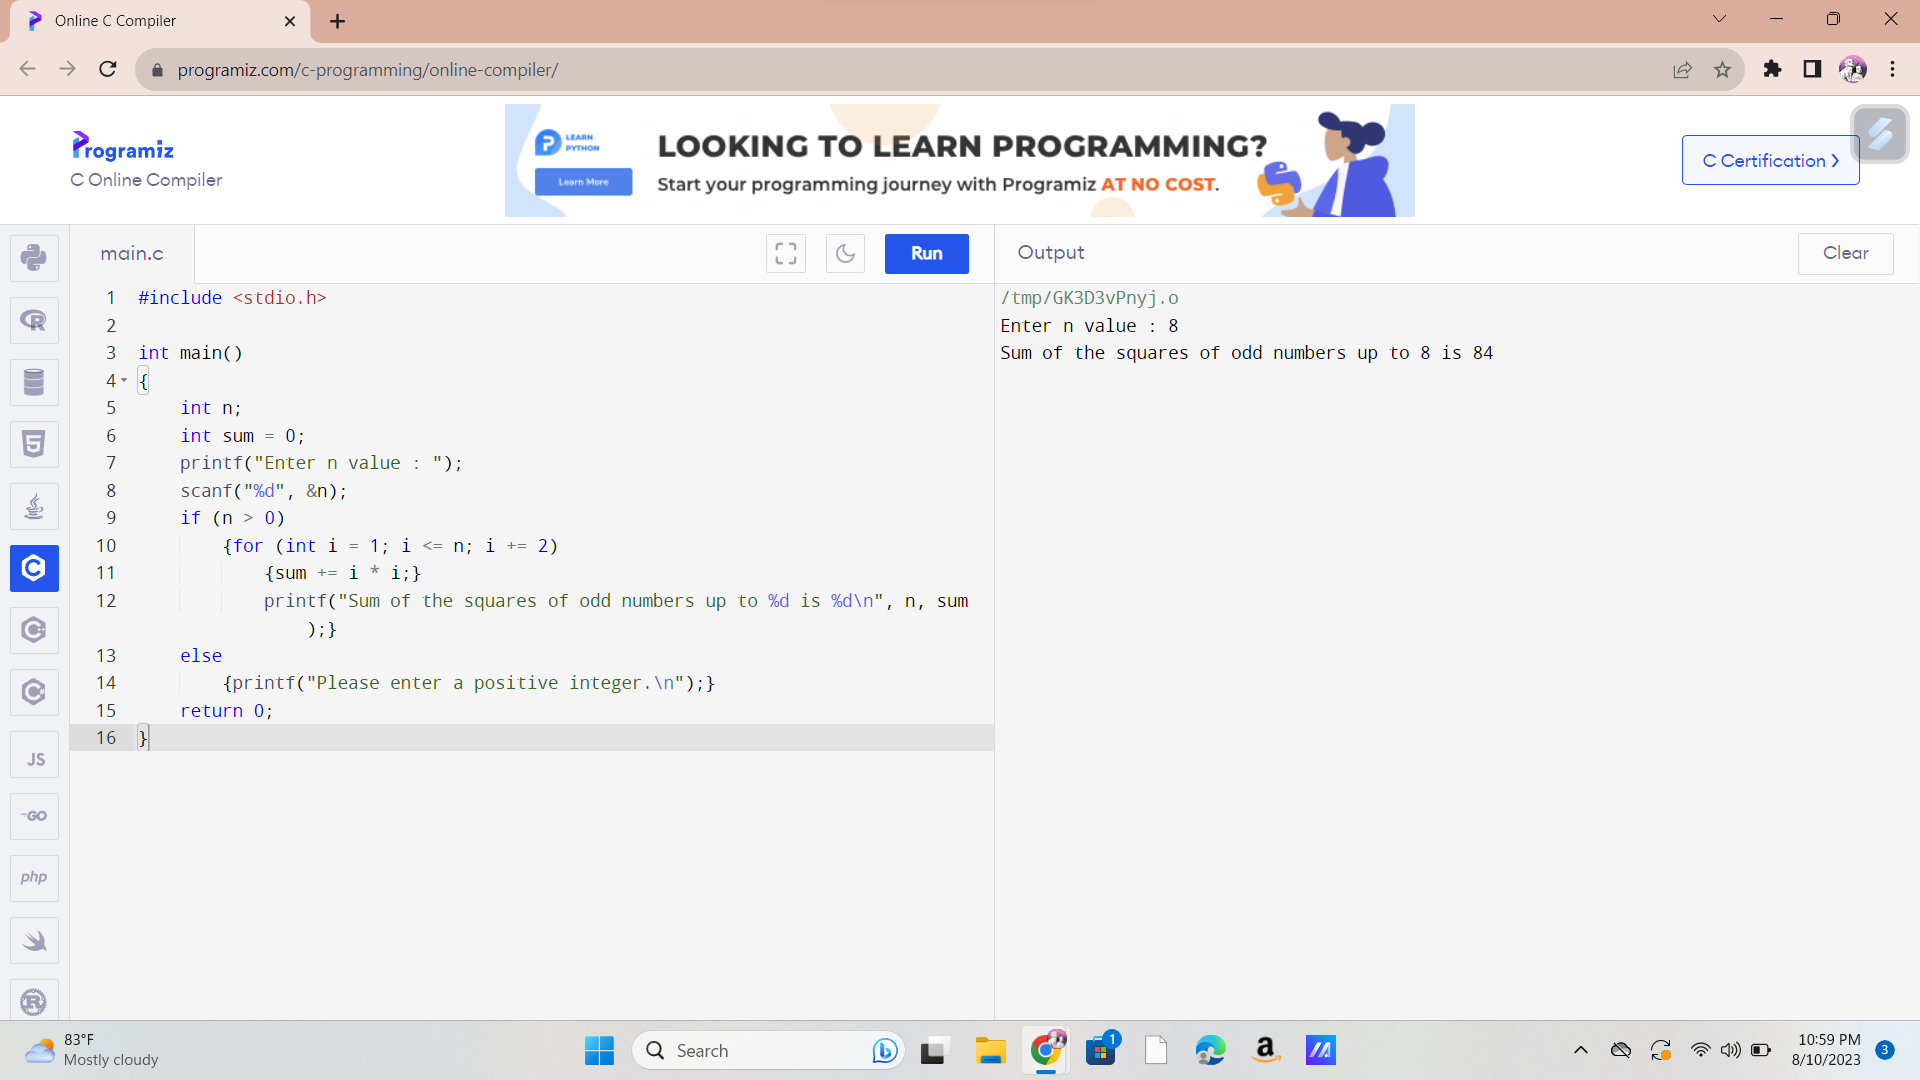 Online C Compiler
programiz.com/c-programming/online-compiler/
Programiz
C Online Compiler
LEARN
PYTHON
Learn More
LOOKING TO LEARN PROGRAMMING?
Start your programming journey with Programiz AT NO COST.
C Certification
main.c
Run
Output
Clear
1 #include <stdio.h>
2
3 int main()
4 {
5 int n;
6 int sum = 0;
7 printf("Enter n value : ");
8 scanf("%d", &n);
9 if (n > 0)
10 {for (int i = 1; i <= n; i += 2)
11 {sum += i * i;}
12 printf("Sum of the squares of odd numbers up to %d is %d\n", n, sum
);}
13 else
14 {printf("Please enter a positive integer.\n");}
15 return 0;
16 }
/tmp/GK3D3vPnyj.o
Enter n value : 8
Sum of the squares of odd numbers up to 8 is 84
R
5
C
JS
GO
php
R
83°F
Mostly cloudy
Search
1
a
10:59 PM
8/10/2023
3